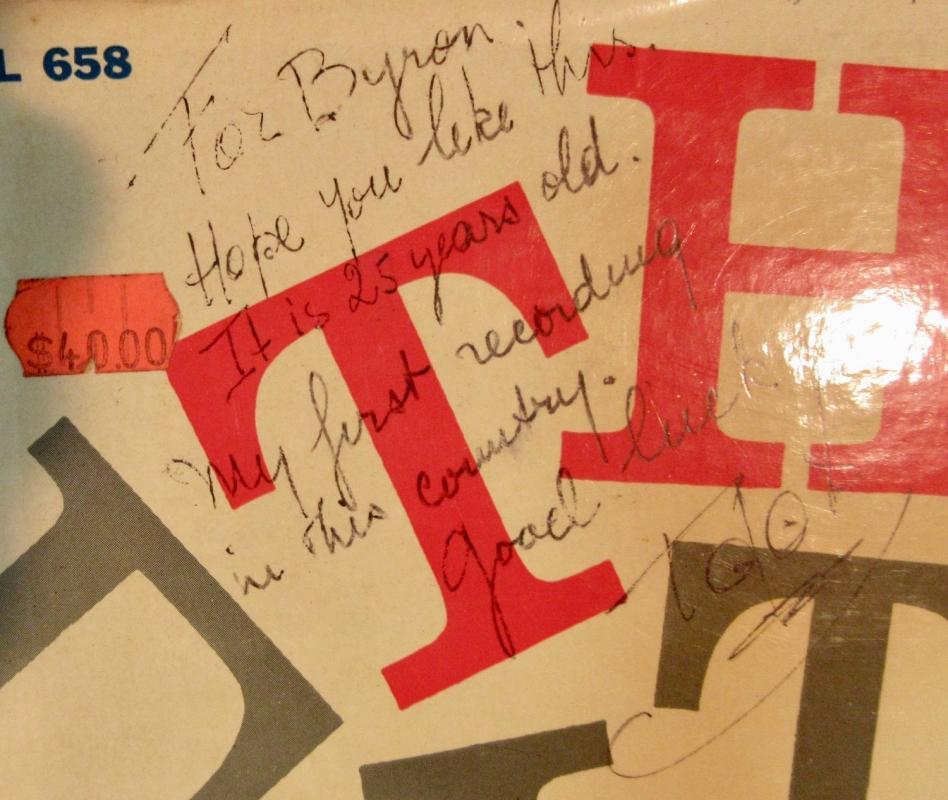 L 658
For Byron.
Hope you like this.
It is 25 years old.
My first recording
in this country.
Good luck
$40.00
T
H
T